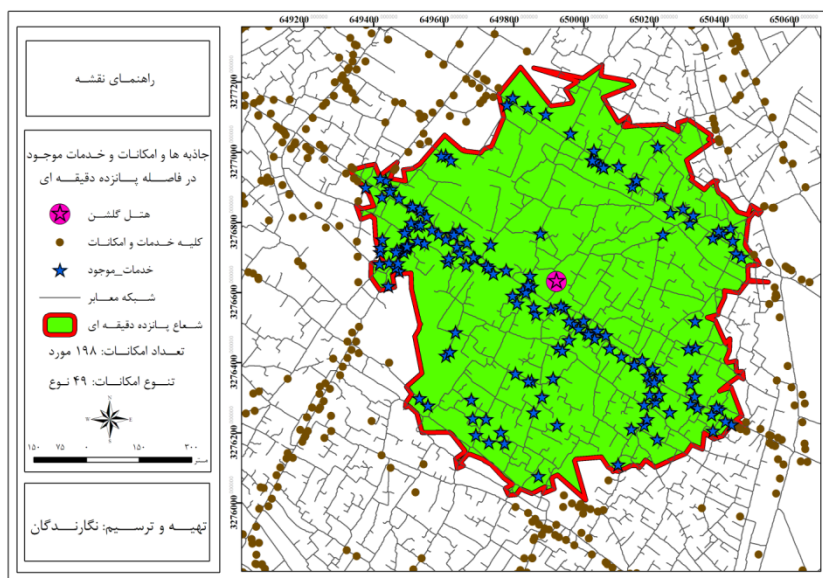 649200 649400 649600 649800 650000 650200 650400 650600
راهنمای نقشه
جاذبه ها و امکانات و خدمات موجود
در فاصله پانزده دقیقه ای
هتل گلشن
کلیه خدمات و امکانات
خدمات_موجود
شبکه معابر
شعاع پانزده دقیقه ای
تعداد امکانات: ۱۹۸ مورد
تنوع امکانات: ۴۹ نوع
۱۵۰ ۷۵ ۰ ۱۵۰ ۳۰۰
متر
تهیه و ترسیم: نگارندگان
3277200
3277000
3276800
3276600
3276400
3276200
3276000